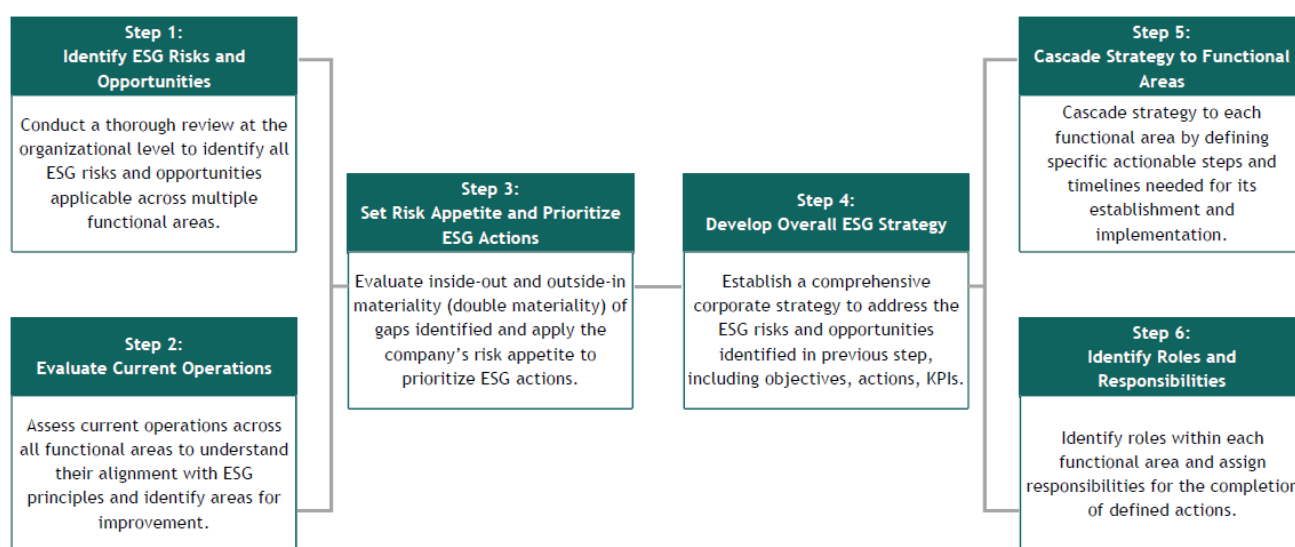 Step 1:
Identify ESG Risks and
Opportunities
Conduct a thorough review at the
organizational level to identify all
ESG risks and opportunities
applicable across multiple
functional areas.
Step 2:
Evaluate Current Operations
Assess current operations across
all functional areas to understand
their alignment with ESG
principles and identify areas for
improvement.
Step 3:
Set Risk Appetite and Prioritize
ESG Actions
Evaluate inside-out and outside-in
materiality (double materiality) of
gaps identified and apply the
company’s risk appetite to
prioritize ESG actions.
Step 4:
Develop Overall ESG Strategy
Establish a comprehensive
corporate strategy to address the
ESG risks and opportunities
identified in previous step,
including objectives, actions, KPIs.
Step 5:
Cascade Strategy to Functional
Areas
Cascade strategy to each
functional area by defining
specific actionable steps and
timelines needed for its
establishment and
implementation.
Step 6:
Identify Roles and
Responsibilities
Identify roles within each
functional area and assign
responsibilities for the completion
of defined actions.